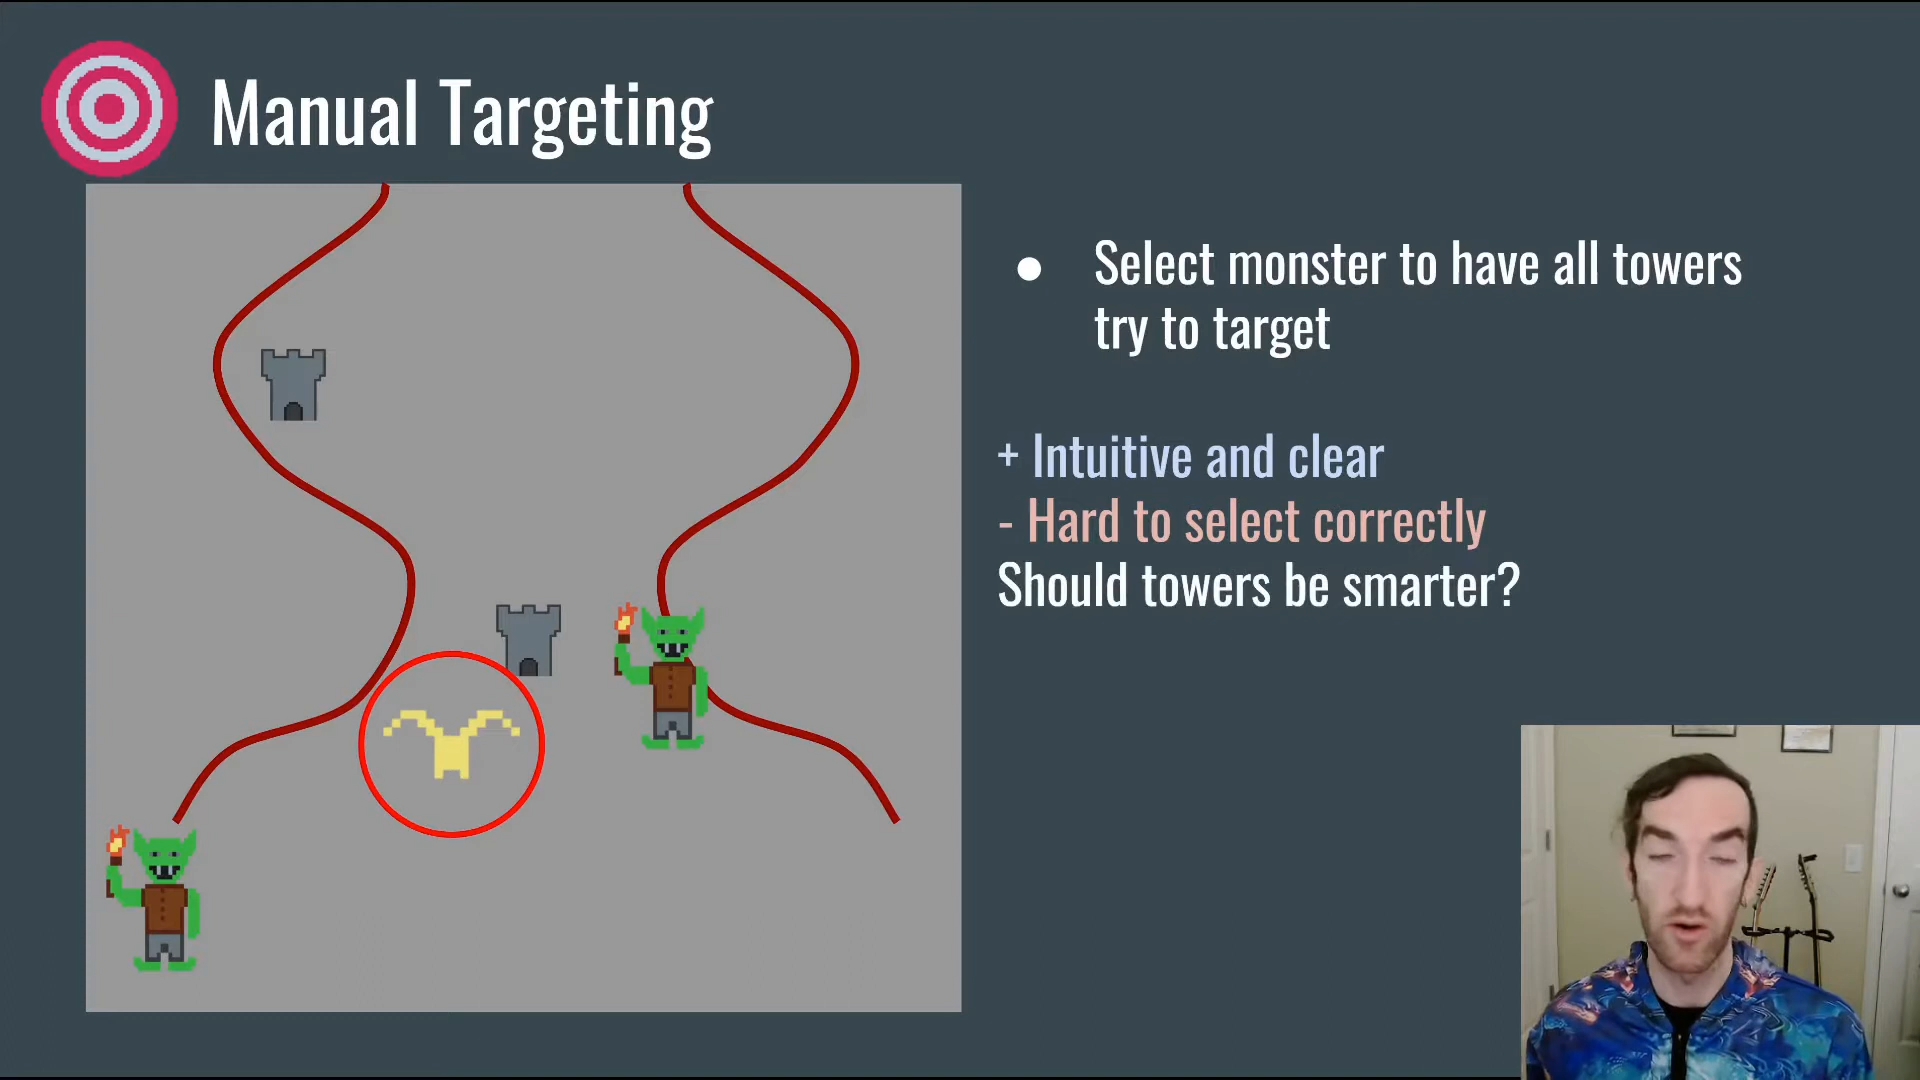 Manual Targeting
● Select monster to have all towers
try to target
+ Intuitive and clear
- Hard to select correctly
Should towers be smarter?